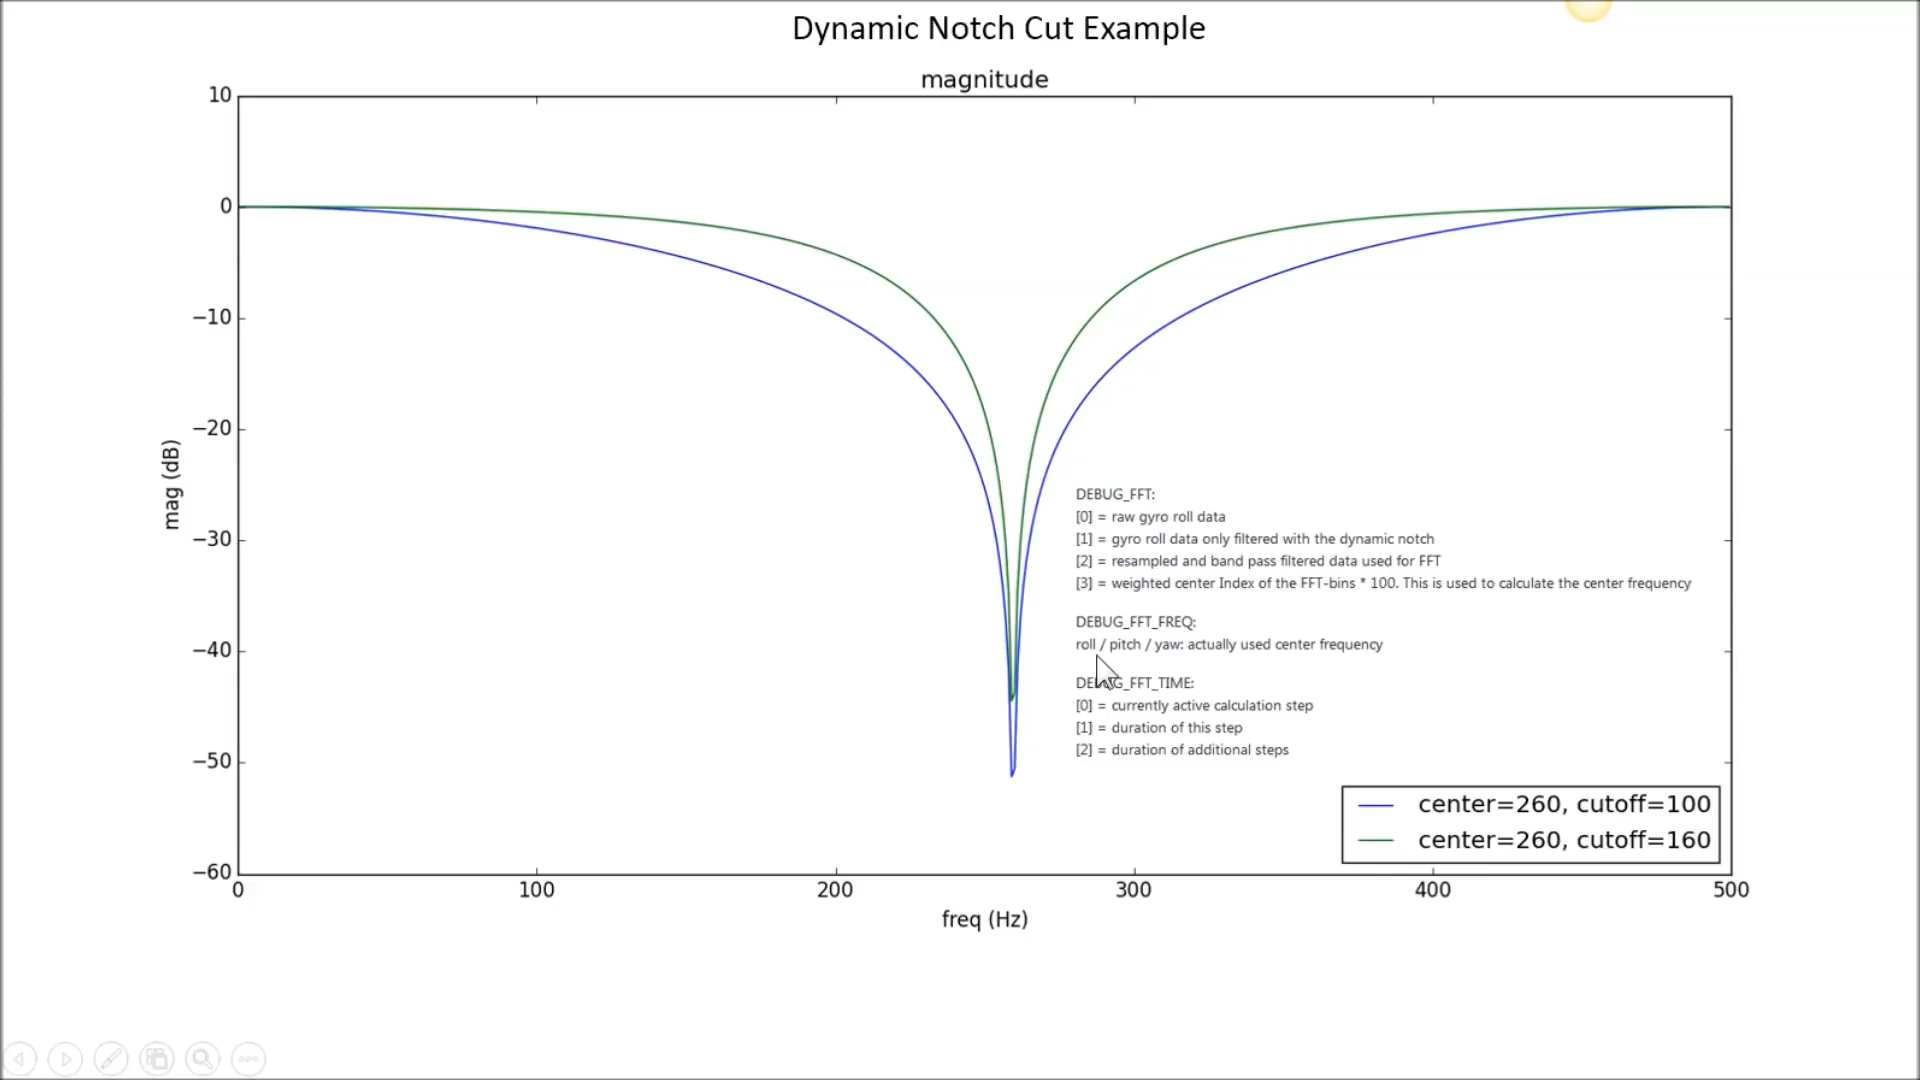 Dynamic Notch Cut Example
magnitude
10
0
−10
−20
−30
−40
−50
−60
mag (dB)
DEBUG_FFT:
[0] = raw gyro roll data
[1] = gyro roll data only filtered with the dynamic notch
[2] = resampled and band pass filtered data used for FFT
[3] = weighted center Index of the FFT-bins * 100. This is used to calculate the center frequency
DEBUG_FFT_FREQ:
roll / pitch / yaw: actually used center frequency
DEBUG_FFT_TIME:
[0] = currently active calculation step
[1] = duration of this step
[2] = duration of additional steps
center=260, cutoff=100
center=260, cutoff=160
0 100 200 300 400 500
freq (Hz)